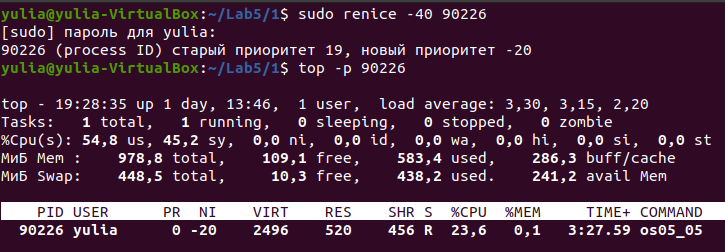 yulia@yulia-VirtualBox:~/Lab5/1$ sudo renice -40 90226
[sudo] пароль для yulia:
90226 (process ID) старый приоритет 19, новый приоритет -20
yulia@yulia-VirtualBox:~/Lab5/1$ top -p 90226
top - 19:28:35 up 1 day, 13:46,  1 user,  load average: 3,30, 3,15, 2,20
Tasks:   1 total,   1 running,   0 sleeping,   0 stopped,   0 zombie
%Cpu(s): 54,8 us, 45,2 sy,  0,0 ni,  0,0 id,  0,0 wa,  0,0 hi,  0,0 si,  0,0 st
МиБ Mem :    978,8 total,    109,1 free,    583,4 used,    286,3 buff/cache
МиБ Swap:    448,5 total,     10,3 free,    438,2 used.    241,2 avail Mem
PID USER      PR  NI    VIRT    RES    SHR S  %CPU  %MEM     TIME+ COMMAND
90226 yulia      0 -20    2496    520    456 R  23,6   0,1   3:27.59 os05_05